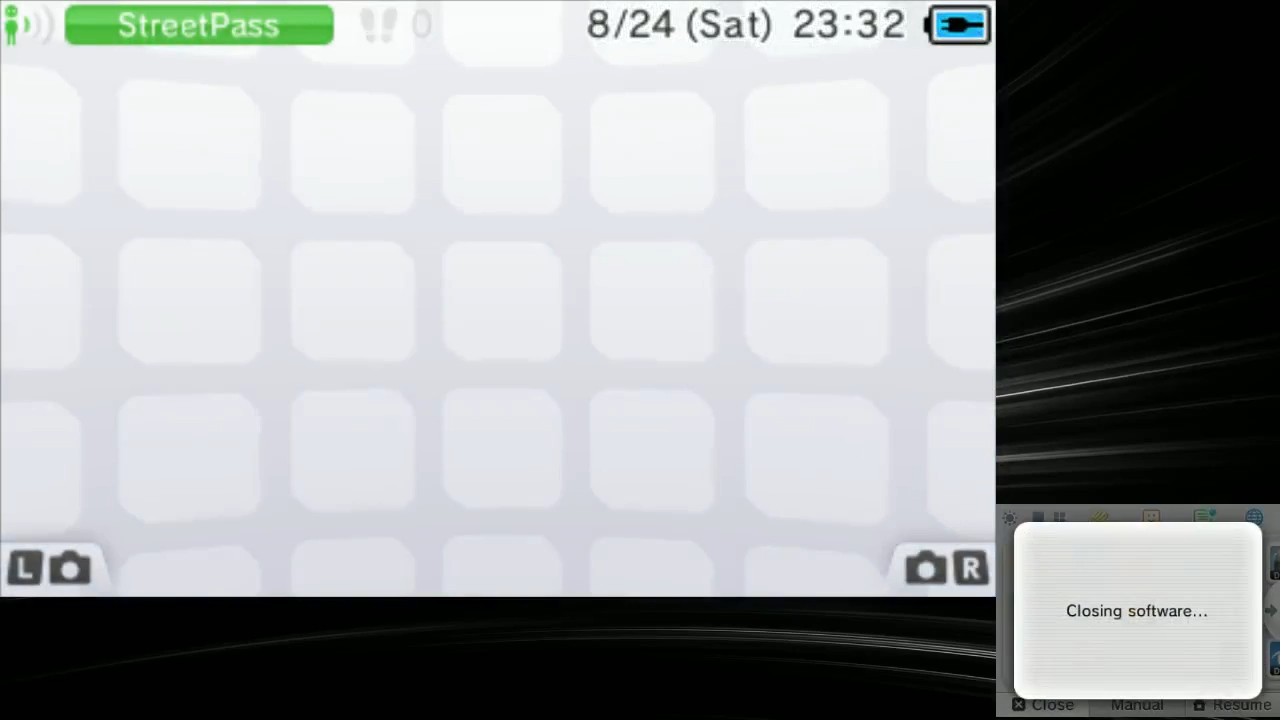 StreetPass 0 8/24 (Sat) 23:32
L R
Closing software...
Close Manual Resume